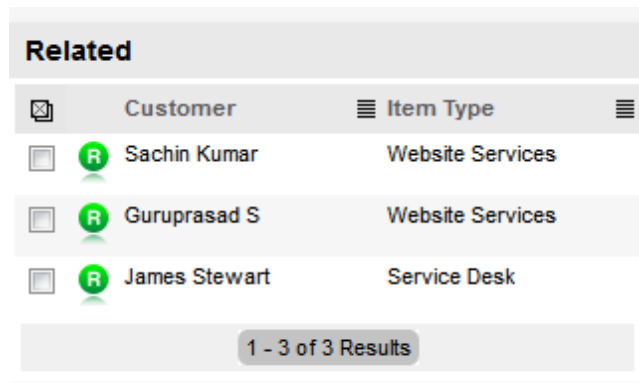 Related
Customer Item Type
R Sachin Kumar Website Services
R Guruprasad S Website Services
R James Stewart Service Desk
1 - 3 of 3 Results